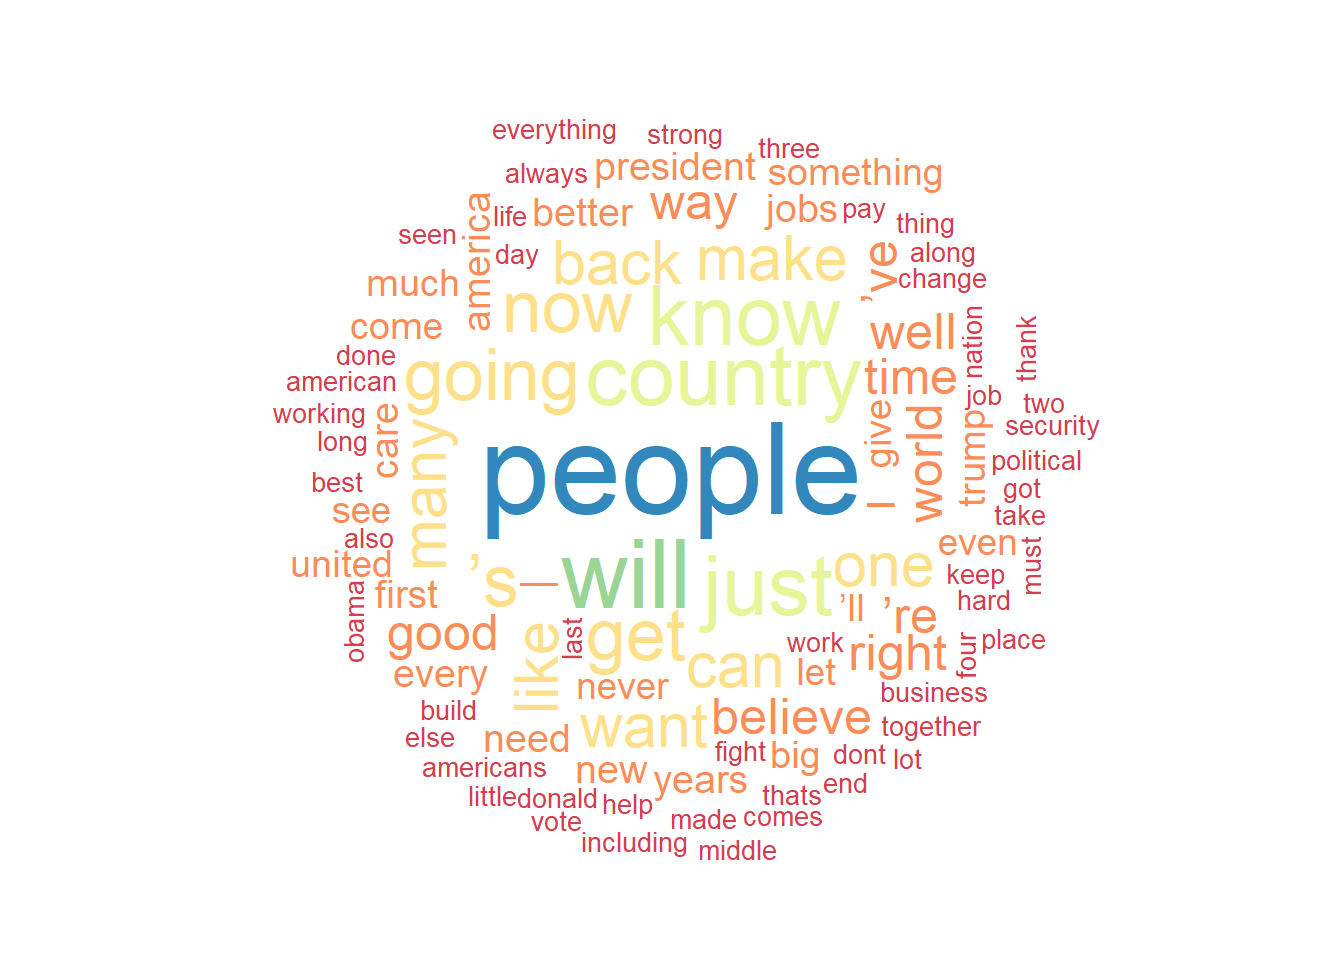 everything
strong
three
always
president
something
life
better
way
jobs
pay
thing
seen
america
day
back
make
’ve
along
change
much
now
know
well
nation
thank
come
done
going
country
time
american
job
two
working
care
many
give
world
trump
security
long
people
political
best
–
got
see
take
also
united
’s
–
will
just
one
even
must
keep
first
’ll
’re
hard
obama
good
like
last
get
can
work
let
right
four
place
every
never
business
build
want
believe
together
else
need
fight
big
dont
lot
americans
new
years
end
little
donald
help
thats
vote
made
comes
including
middle